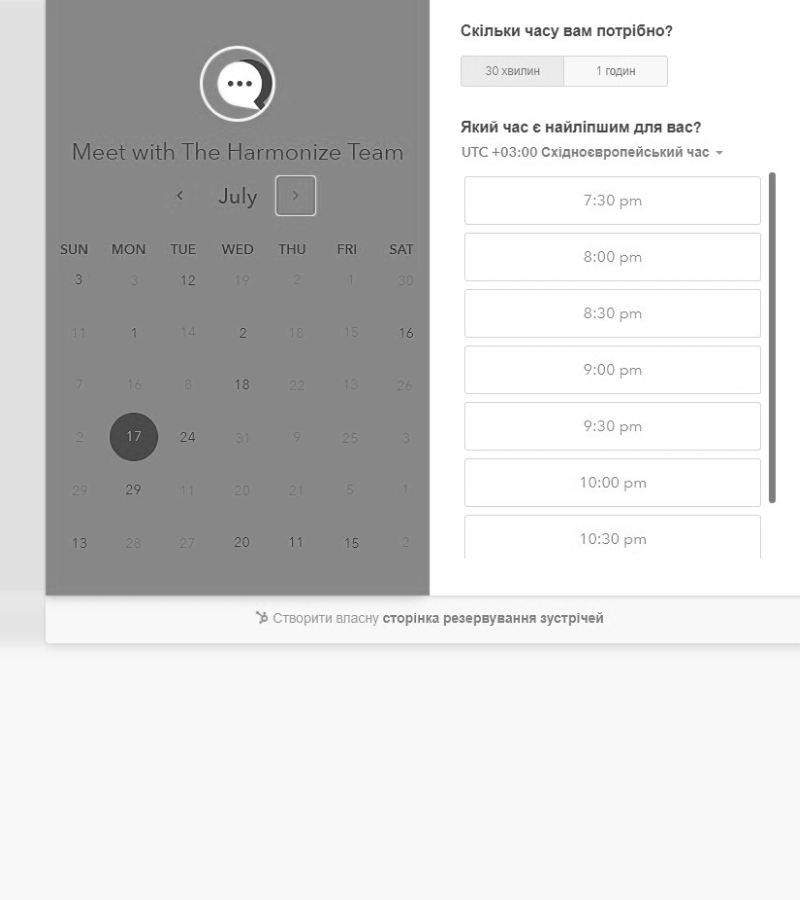 Meet with The Harmonize Team
July
SUN MON TUE WED THU FRI SAT
3 3 12 19 2 1 30
11 1 14 2 18 15 16
7 16 8 18 22 13 26
2 17 24 31 9 25 3
29 29 11 20 21 5 1
13 28 27 20 11 15 2
Скільки часу вам потрібно?
30 хвилин 1 годин
Який час є найліпшим для вас?
UTC +03:00 Східноєвропейський час
7:30 pm
8:00 pm
8:30 pm
9:00 pm
9:30 pm
10:00 pm
10:30 pm
Створити власну сторінка резервування зустрічей